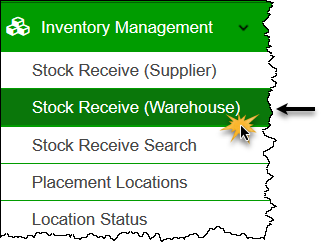 Inventory Management
Stock Receive (Supplier)
Stock Receive (Warehouse)
Stock Receive Search
Placement Locations
Location Status